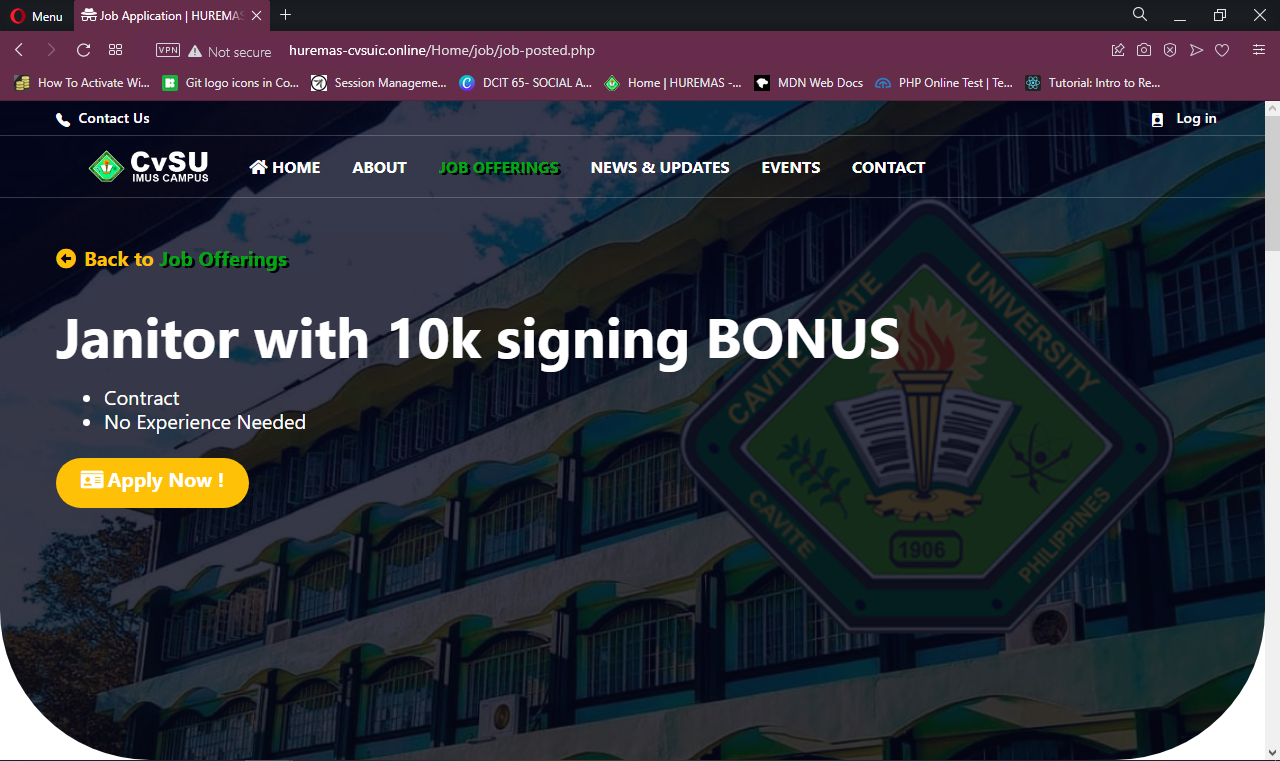 Menu
Job Application | HUREMAS
VPN
Not secure
huremas-cvsuic.online/Home/job/job-posted.php
How To Activate Wi...
Git logo icons in Co...
Session Manageme...
DCIT 65- SOCIAL A...
Home | HUREMAS -...
MDN Web Docs
PHP Online Test | Te...
Tutorial: Intro to Re...
Contact Us
Log in
CvSU
IMUS CAMPUS
HOME
ABOUT
JOB OFFERINGS
NEWS & UPDATES
EVENTS
CONTACT
Back to Job Offerings
Janitor with 10k signing BONUS
Contract
No Experience Needed
Apply Now !
CAVITE STATE
UNIVERSITY
CAVITE
PHILIPPINES
1906